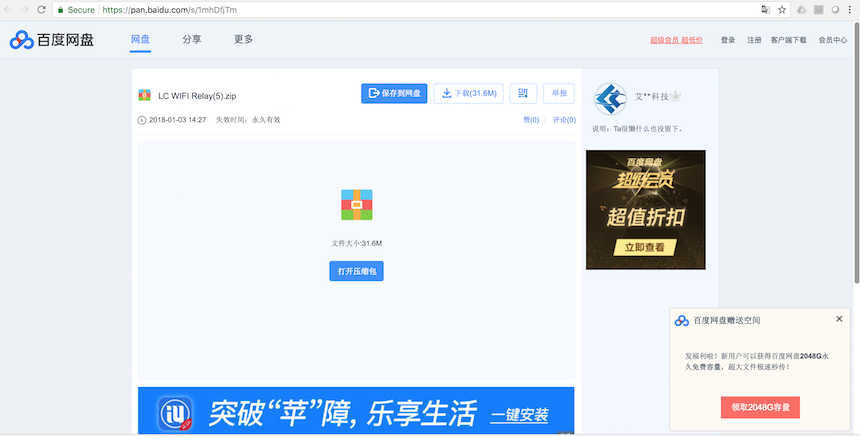 Secure https://pan.baidu.com/s/1mhDfjTm
百度网盘 网盘 分享 更多 超级会员 超低价 登录 注册 客户端下载 会员中心
LC WIFI Relay(5).zip 保存到网盘 下载(31.6M) 举报
2018-01-03 14:27 失效时间：永久有效 赞(0) 评论(0)
艾**科技
说明：Ta很懒什么也没留下。
文件大小:31.6M
打开压缩包
百度网盘
超级会员
超值折扣
立即查看
百度网盘赠送空间
发福利啦！新用户可以获得百度网盘2048G永
久免费容量，超大文件极速秒传！
领取2048G容量
iU 突破“苹”障，乐享生活 一键安装